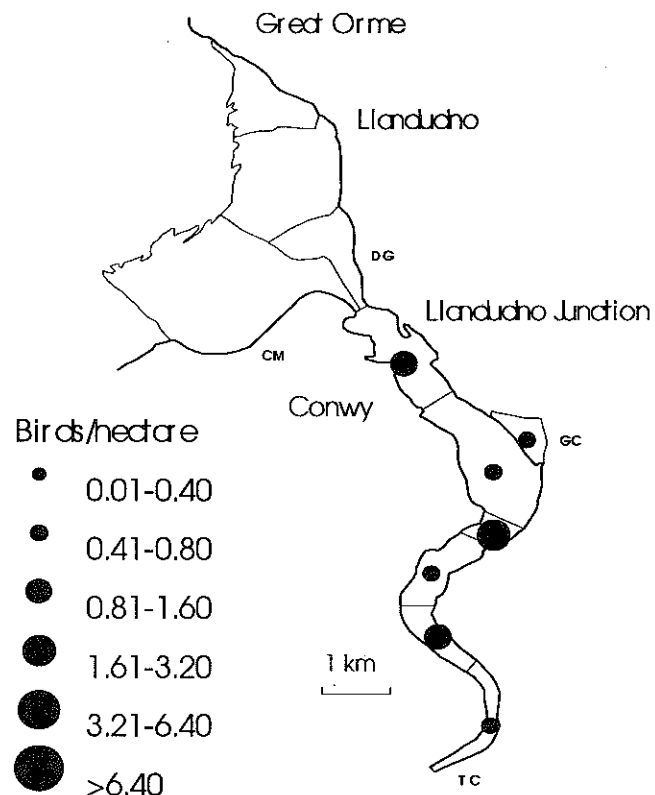 Great Orme
Llandudno
DG
Llandudno Junction
CM
Conwy
GC
Birds/hectare
0.01-0.40
0.41-0.80
0.81-1.60
1.61-3.20
3.21-6.40
>6.40
1 km
TC